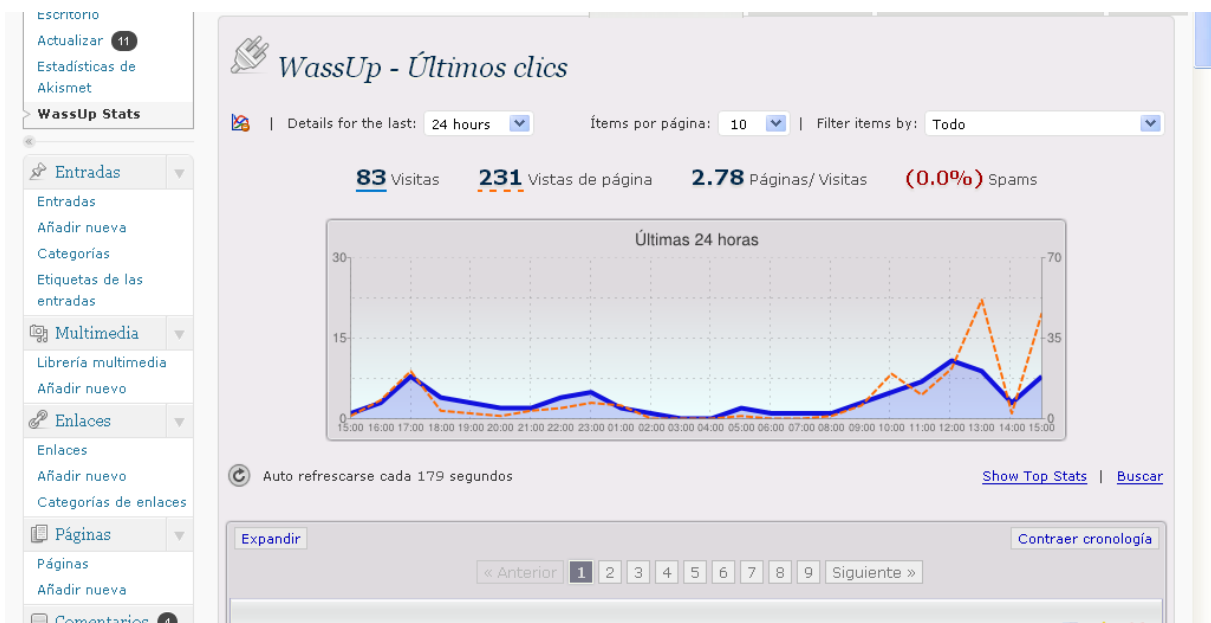 Escritorio
Actualizar 11
Estadísticas de
Akismet
WassUp Stats
Entradas
Entradas
Añadir nueva
Categorías
Etiquetas de las
entradas
Multimedia
Librería multimedia
Añadir nuevo
Enlaces
Enlaces
Añadir nuevo
Categorías de enlaces
Páginas
Páginas
Añadir nueva
Comentarios 4
WassUp - Últimos clics
| Details for the last: 24 hours Ítems por página: 10 | Filter items by: Todo
83 Visitas 231 Vistas de página 2.78 Páginas/ Visitas (0.0%) Spams
Últimas 24 horas
30 70
15 35
0 0
15:00 16:00 17:00 18:00 19:00 20:00 21:00 22:00 23:00 01:00 02:00 03:00 04:00 05:00 06:00 07:00 08:00 09:00 10:00 11:00 12:00 13:00 14:00 15:00
Auto refrescarse cada 179 segundos Show Top Stats | Buscar
Expandir Contraer cronología
« Anterior 1 2 3 4 5 6 7 8 9 Siguiente »